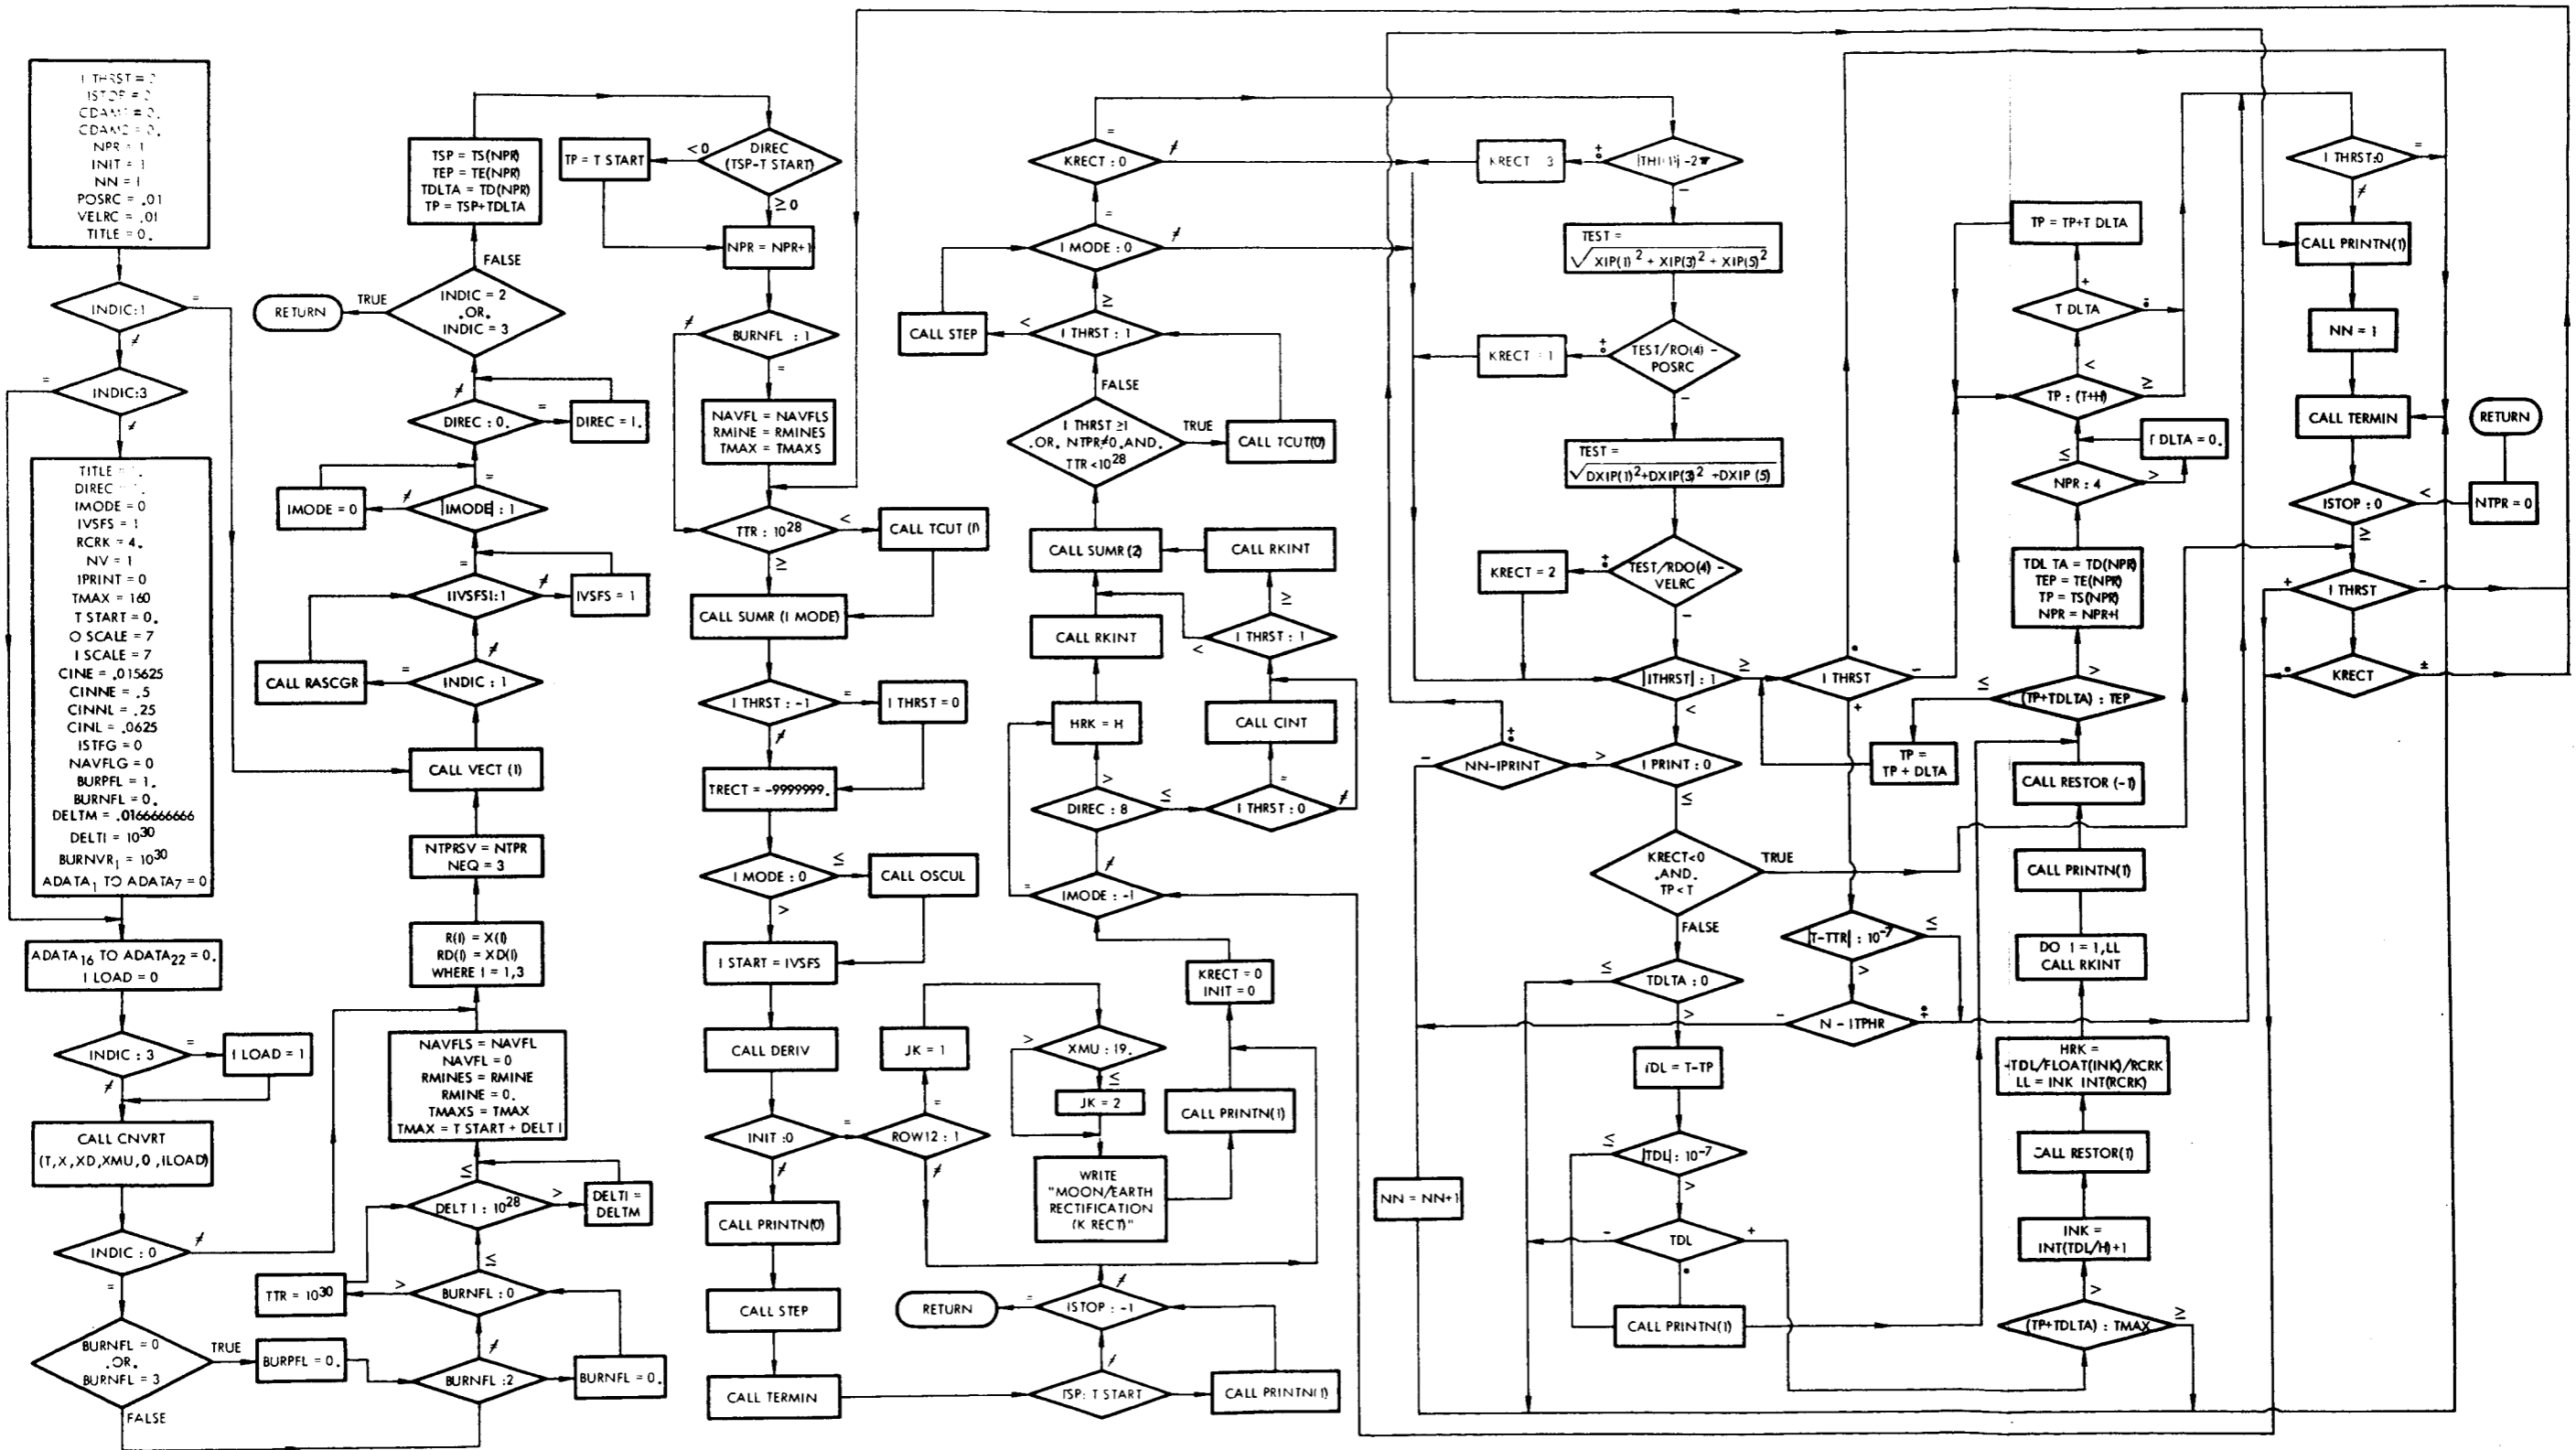 I THRST = 0
ISTOP = 0
CDAM1 = 0.
CDAM2 = 0.
NPR = 1
INIT = 1
NN = 1
POSRC = .01
VELRC = .01
TITLE = 0.
INDIC:1
=
≠
INDIC:3
=
≠
TITLE =
DIREC =
IMODE = 0
IVSFS = 1
RCRK = 4.
NV = 1
IPRINT = 0
TMAX = 160
T START = 0.
O SCALE = 7
I SCALE = 7
CINE = .015625
CINNE = .5
CINNL = .25
CINL = .0625
ISTFG = 0
NAVFLG = 0
BURPFL = 1.
BURNFL = 0.
DELTM = .0166666666
DELTI = 10^30
BURNVR₁ = 10^30
ADATA₁ TO ADATA₇ = 0
ADATA₁₆ TO ADATA₂₂ = 0.
I LOAD = 0
INDIC : 3
=
I LOAD = 1
≠
CALL CNVRT
(T,X,XD,XMU,0,ILOAD)
INDIC : 0
≠
=
BURNFL = 0
.OR.
BURNFL = 3
TRUE
FALSE
BURPFL = 0.
BURNFL :2
≠
BURNFL = 0.
BURNFL : 0
>
≤
TTR = 10^30
DELT I : 10^28
>
≤
DELTI =
DELTM
NAVFLS = NAVFL
NAVFL = 0
RMINES = RMINE
RMINE = 0.
TMAXS = TMAX
TMAX = T START + DELT I
R(I) = X(I)
RD(I) = XD(I)
WHERE I = 1,3
NTPRSV = NTPR
NEQ = 3
CALL VECT (1)
INDIC : 1
=
≠
CALL RASCGR
|IVSFS|:1
=
≠
IVSFS = 1
|IMODE| : 1
≠
=
IMODE = 0
DIREC : 0.
≠
=
DIREC = 1.
INDIC = 2
.OR.
INDIC = 3
TRUE
FALSE
RETURN
TSP = TS(NPR)
TEP = TE(NPR)
TDLTA = TD(NPR)
TP = TSP+TDLTA
DIREC
(TSP-T START)
<0
≥0
TP = T START
NPR = NPR+1
BURNFL : 1
≠
=
NAVFL = NAVFLS
RMINE = RMINES
TMAX = TMAXS
TTR : 10^28
<
≥
CALL TCUT (1)
CALL SUMR (I MODE)
I THRST : -1
=
≠
I THRST = 0
TRECT = -9999999.
I MODE : 0
≤
>
CALL OSCUL
I START = IVSFS
CALL DERIV
INIT :0
=
≠
CALL PRINTN(0)
CALL STEP
CALL TERMIN
TSP: T START
≠
CALL PRINTN(1)
ISTOP : -1
=
≠
RETURN
ROW12 : 1
=
≠
JK = 1
XMU : 19.
>
≤
JK = 2
WRITE
"MOON/EARTH
RECTIFICATION
(K RECT)"
CALL PRINTN(1)
KRECT = 0
INIT = 0
IMODE : -1
=
≠
DIREC : 8
>
≤
I THRST : 0
=
≠
CALL CINT
I THRST : 1
<
≥
CALL RKINT
HRK = H
CALL RKINT
CALL SUMR (2)
I THRST ≥1
.OR. NTPR≠0.AND.
TTR <10^28
TRUE
FALSE
CALL TCUT(0)
I THRST : 1
<
≥
CALL STEP
I MODE : 0
=
≠
KRECT : 0
=
≠
KRECT 3
-2π
TEST =
√XIP(1)² + XIP(3)² + XIP(5)²
KRECT 1
TEST/RO(4) -
POSRC
TEST =
√DXIP(1)²+DXIP(3)² +DXIP (5)
KRECT = 2
TEST/RDO(4) -
VELRC
|ITHRST| : 1
≥
<
I THRST
I PRINT : 0
>
≤
NN-IPRINT
KRECT<0
.AND.
TP < T
TRUE
FALSE
TDLTA : 0
≤
>
TDL = T-TP
|TDL| : 10^-7
≤
>
TDL
-
+
CALL PRINTN(1)
NN = NN+1
|T-TTR| : 10^-7
≤
>
N - ITPHR
TP =
TP + DLTA
TP = TP+T DLTA
T DLTA
+
TP : (T+H)
<
≥
T DLTA = 0.
NPR : 4
≤
>
TDL TA = TD(NPR)
TEP = TE(NPR)
TP = TS(NPR)
NPR = NPR+1
(TP+TDLTA) : TEP
≤
>
CALL RESTOR (-1)
CALL PRINTN(1)
DO I = 1,LL
CALL RKINT
HRK =
-TDL/FLOAT(INK)/RCRK
LL = INK INT(RCRK)
CALL RESTOR(1)
INK =
INT(TDL/H)+1
(TP+TDLTA) : TMAX
>
≥
I THRST:0
=
≠
CALL PRINTN(1)
NN = 1
CALL TERMIN
RETURN
ISTOP : 0
<
≥
NTPR = 0
I THRST
+
-
KRECT
±